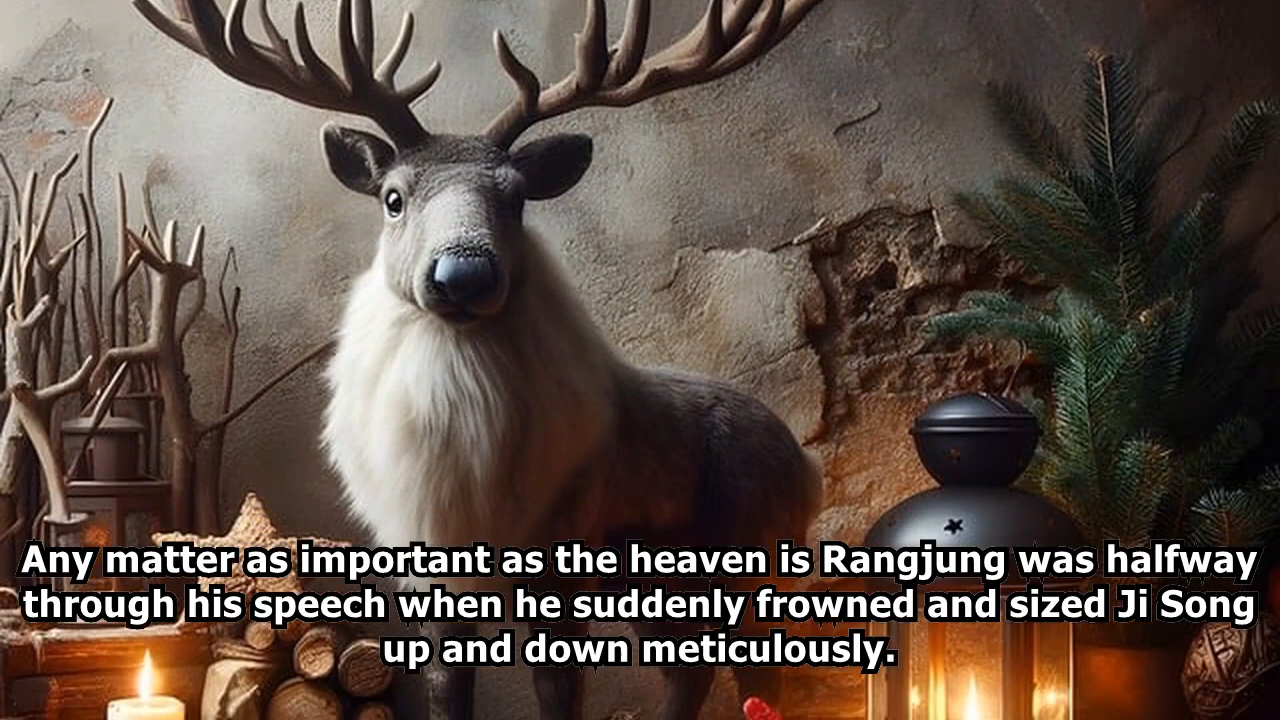 Any matter as important as the heaven is Rangjung was halfway
through his speech when he suddenly frowned and sized Ji Song
up and down meticulously.